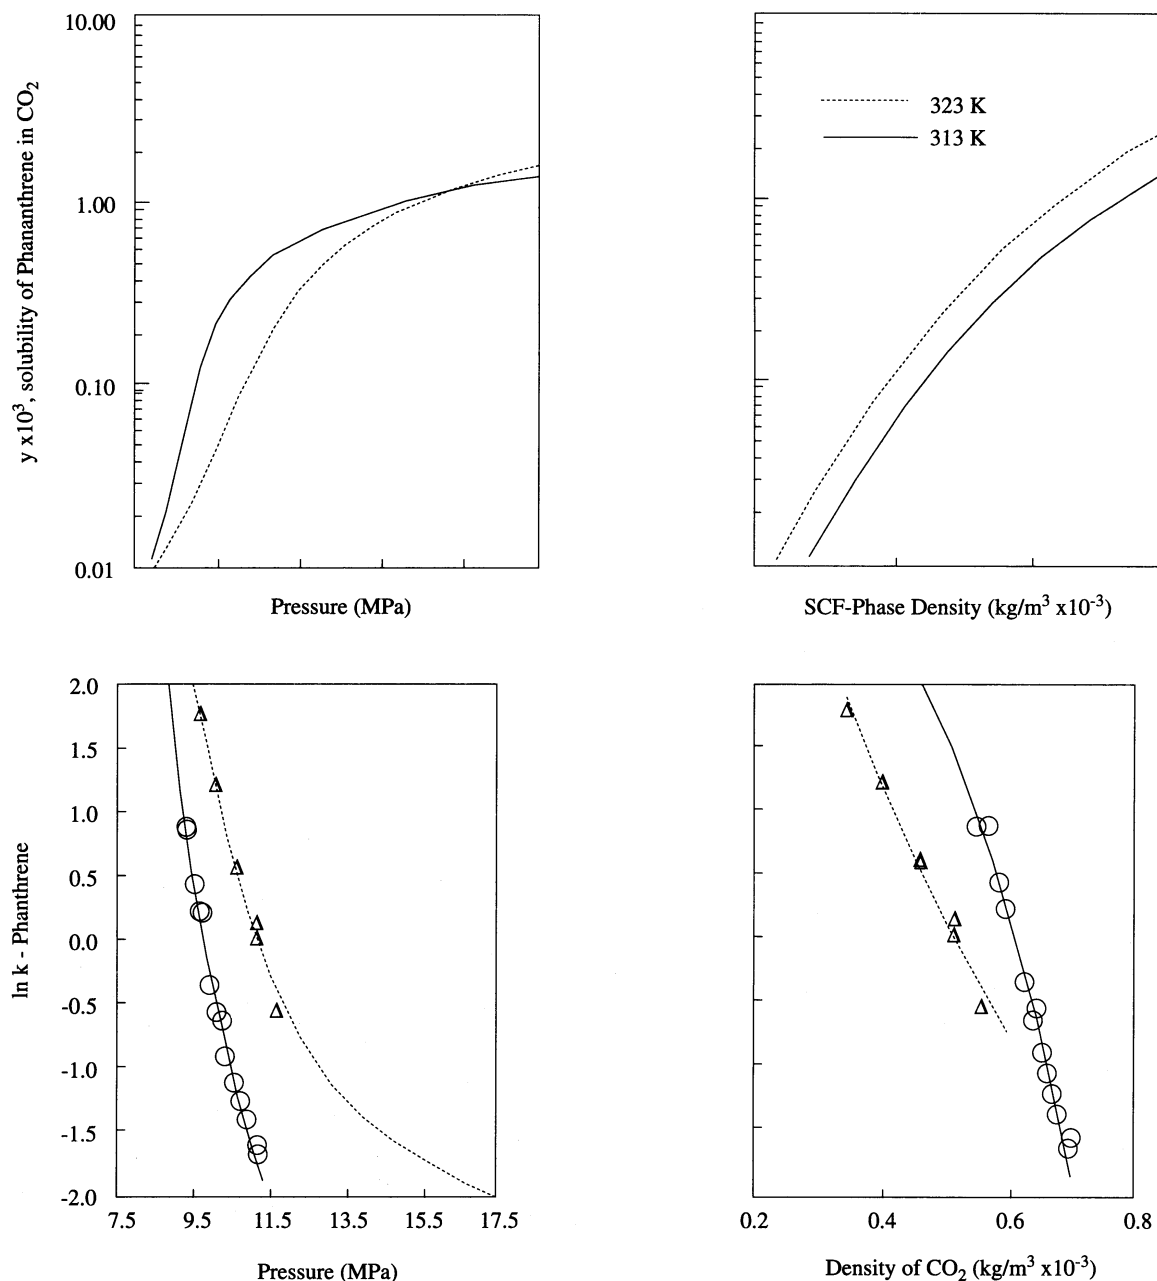 10.00
1.00
0.10
0.01
y x10³, solubility of Phananthrene in CO₂
Pressure (MPa)
323 K
313 K
SCF-Phase Density (kg/m³ x10⁻³)
2.0
1.5
1.0
0.5
0.0
-0.5
-1.0
-1.5
-2.0
ln k - Phanthrene
7.5 9.5 11.5 13.5 15.5 17.5
Pressure (MPa)
0.2 0.4 0.6 0.8
Density of CO₂ (kg/m³ x10⁻³)